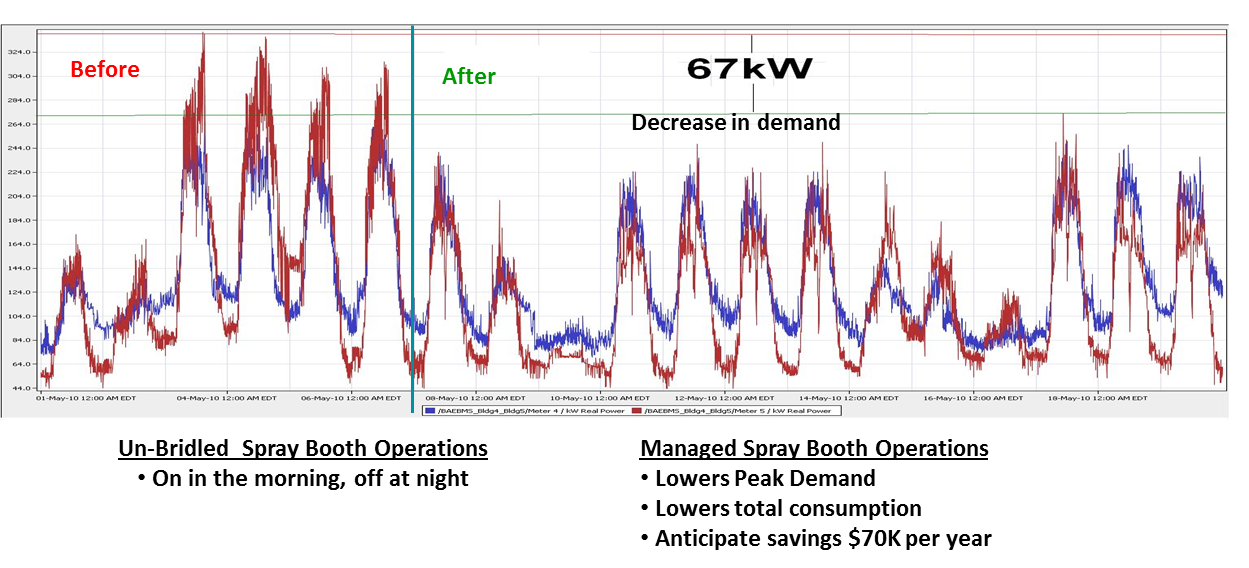 324.0
304.0
284.0
264.0
244.0
224.0
204.0
184.0
164.0
144.0
124.0
104.0
84.0
64.0
44.0
Before
After
67kW
Decrease in demand
01-May-10 12:00 AM EDT
04-May-10 12:00 AM EDT
06-May-10 12:00 AM EDT
08-May-10 12:00 AM EDT
10-May-10 12:00 AM EDT
12-May-10 12:00 AM EDT
14-May-10 12:00 AM EDT
16-May-10 12:00 AM EDT
18-May-10 12:00 AM EDT
/BAEBMS_Bldg4_Bldg5/Meter 4 / kW Real Power
/BAEBMS_Bldg4_Bldg5/Meter 5 / kW Real Power
Un-Bridled Spray Booth Operations
• On in the morning, off at night
Managed Spray Booth Operations
• Lowers Peak Demand
• Lowers total consumption
• Anticipate savings $70K per year